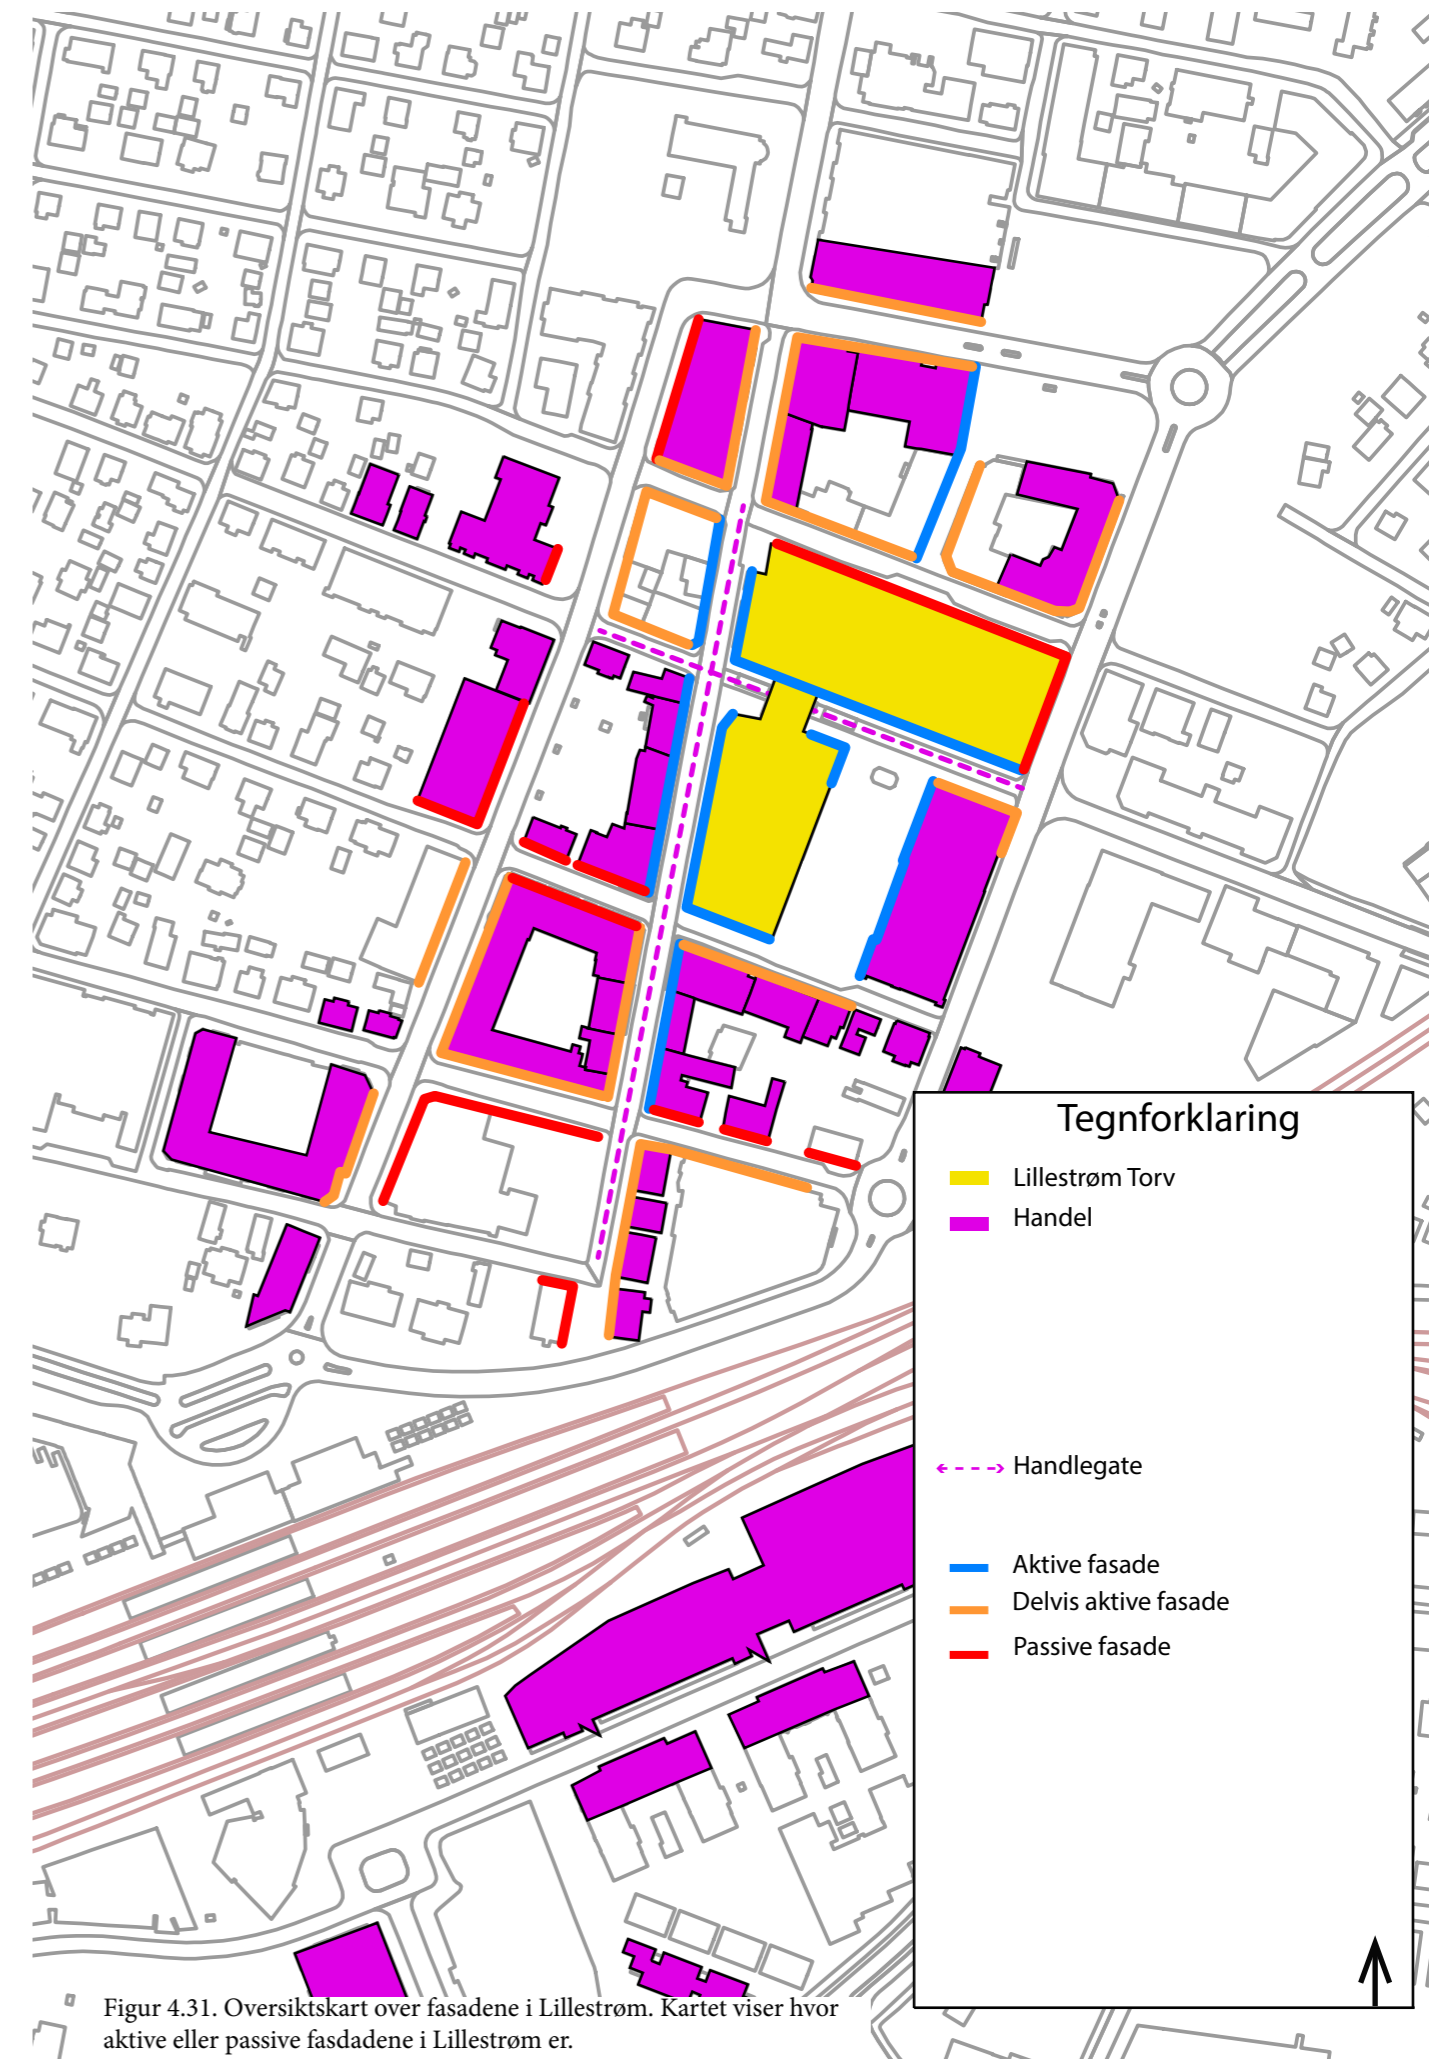 Tegnforklaring
Lillestrøm Torv
Handel
Handlegate
Aktive fasade
Delvis aktive fasade
Passive fasade
Figur 4.31. Oversiktskart over fasadene i Lillestrøm. Kartet viser hvor
aktive eller passive fasdadene i Lillestrøm er.